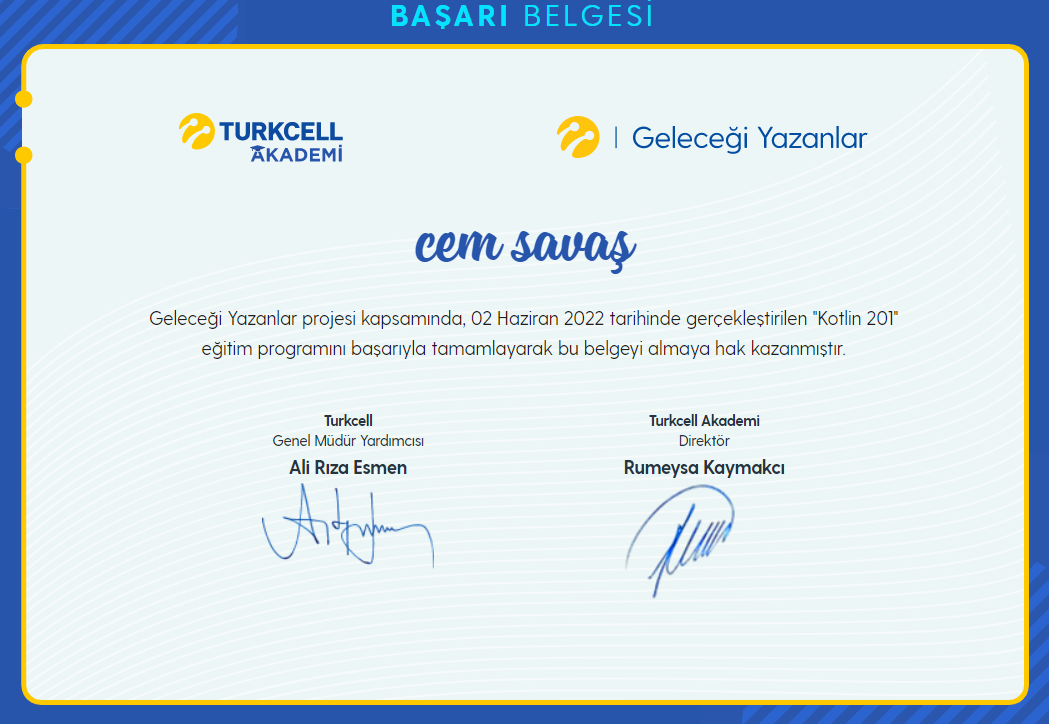 BAŞARI BELGESİ
TURKCELL
AKADEMİ
| Geleceği Yazanlar
cem savaş
Geleceği Yazanlar projesi kapsamında, 02 Haziran 2022 tarihinde gerçekleştirilen "Kotlin 201"
eğitim programını başarıyla tamamlayarak bu belgeyi almaya hak kazanmıştır.
Turkcell
Genel Müdür Yardımcısı
Ali Rıza Esmen
Turkcell Akademi
Direktör
Rumeysa Kaymakcı